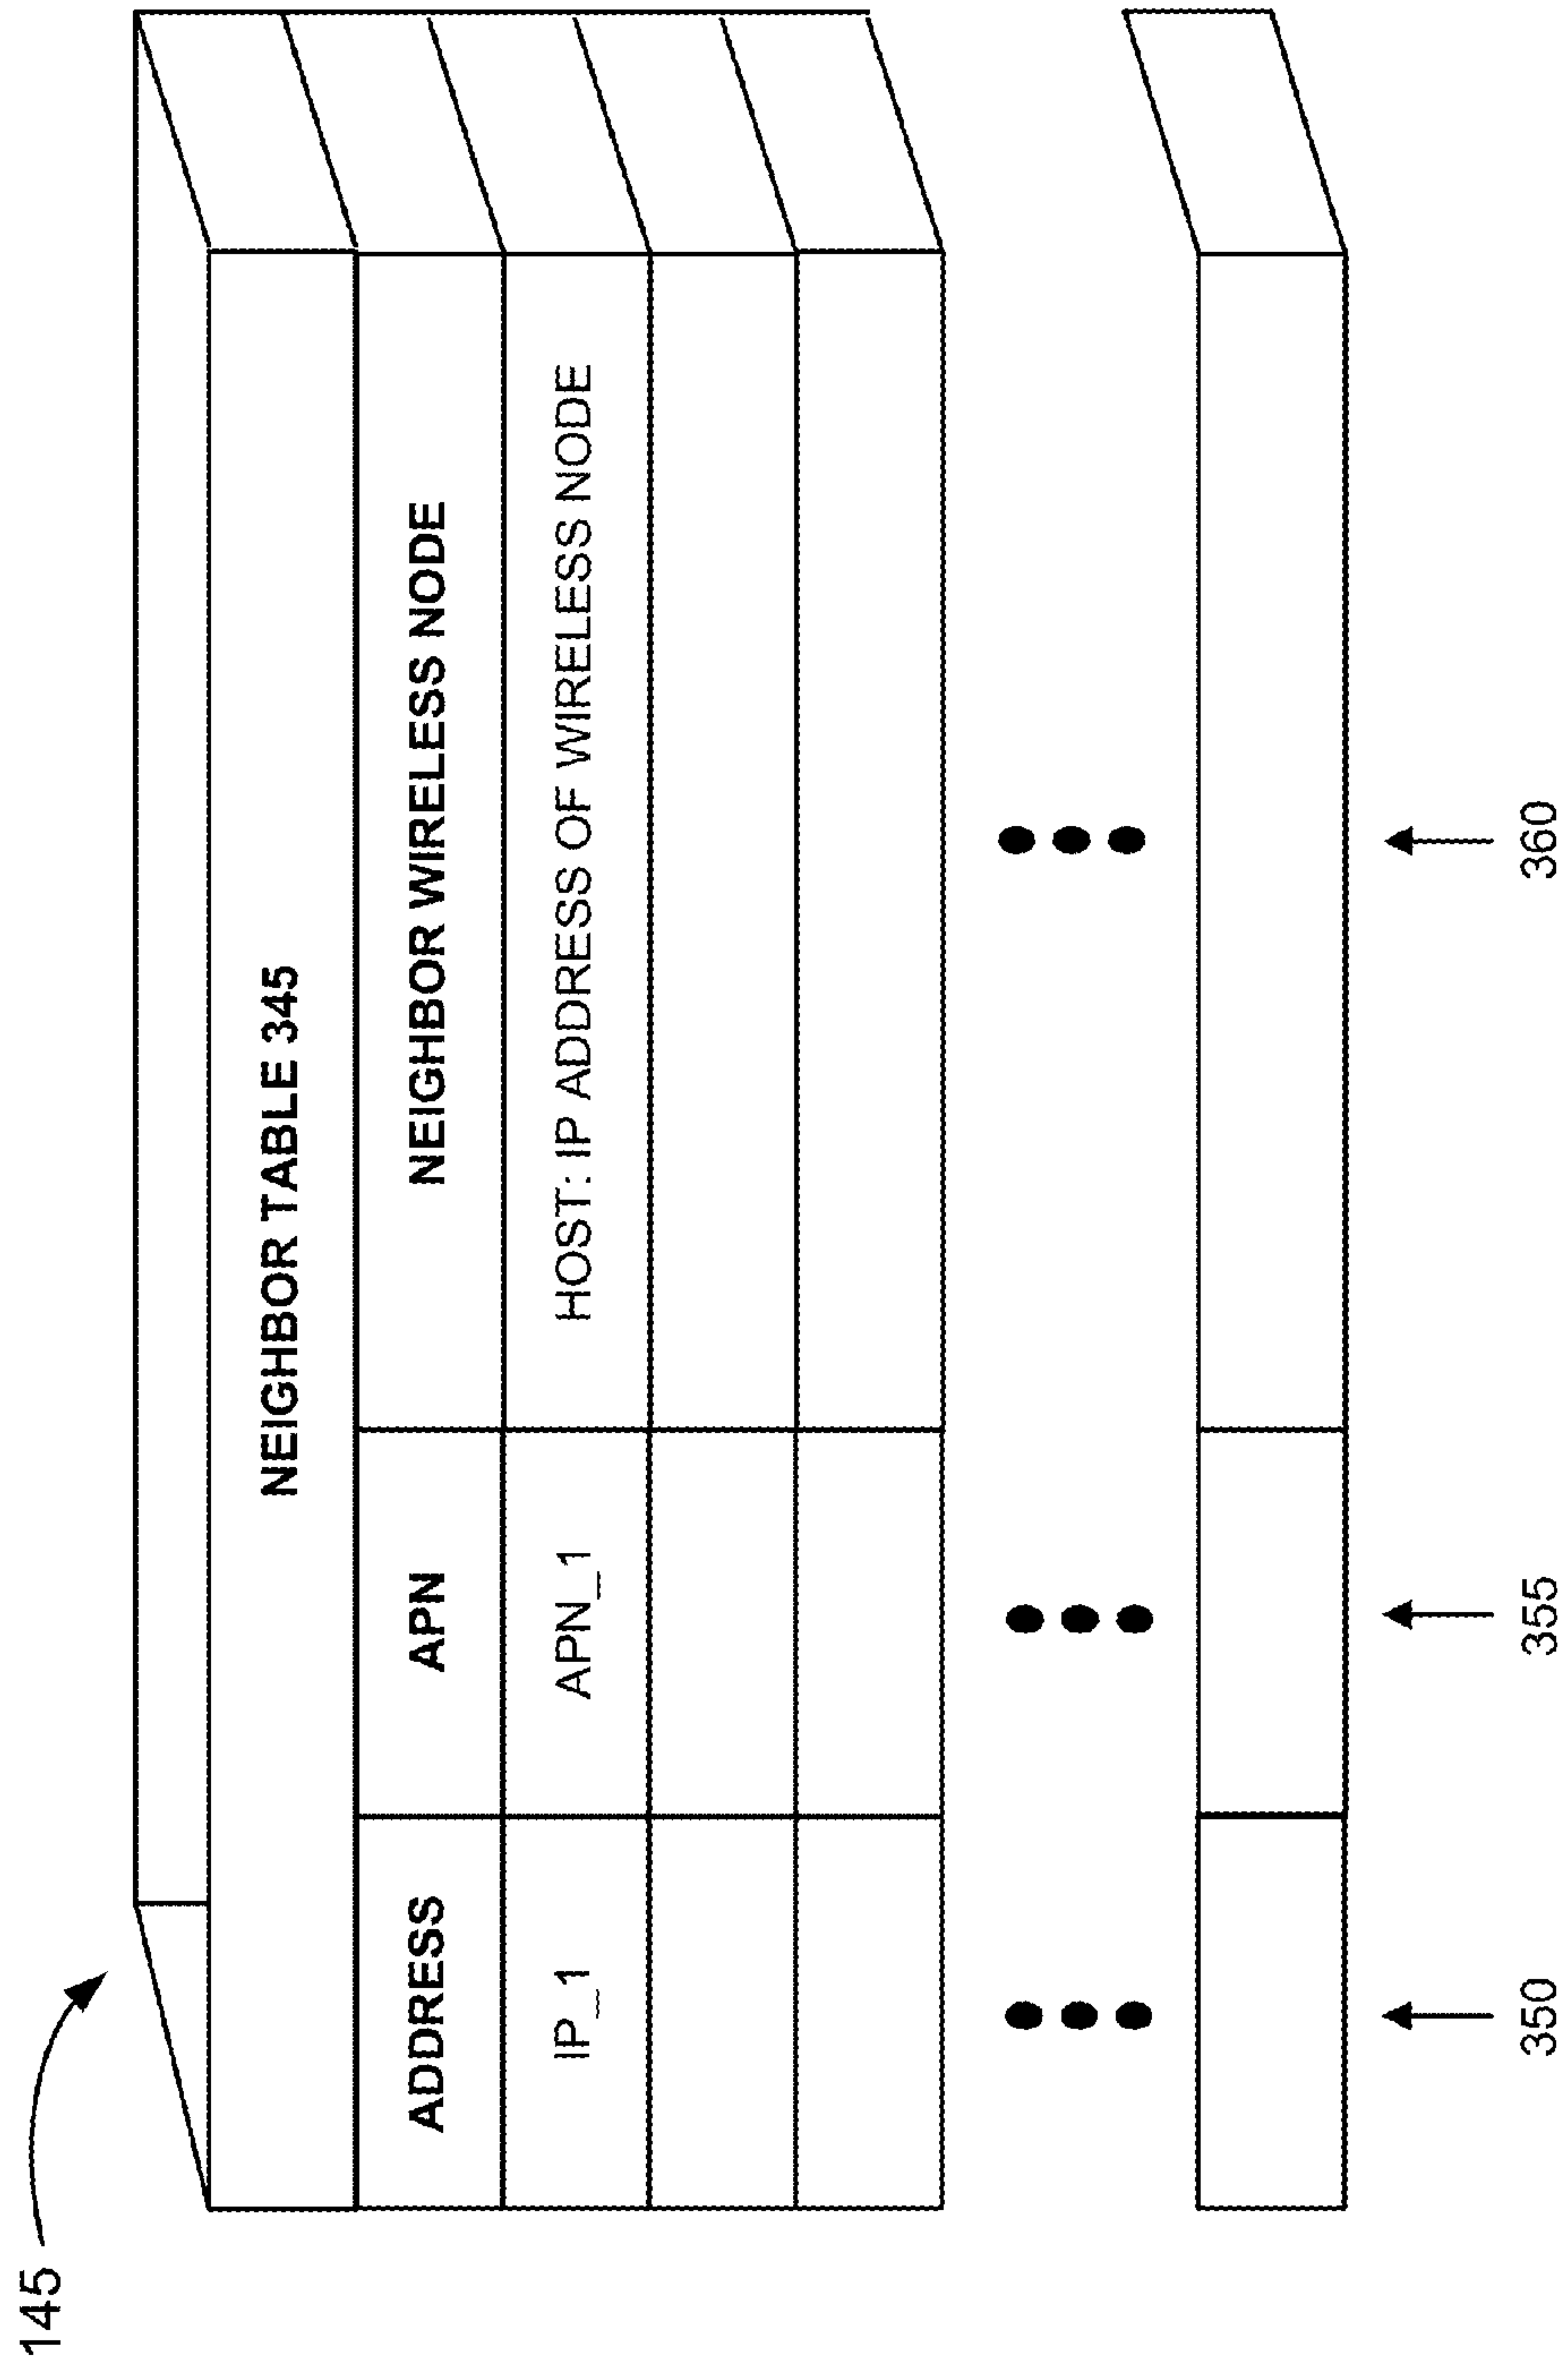 145
NEIGHBOR TABLE 345
ADDRESS
APN
NEIGHBOR WIRELESS NODE
IP_1
APN_1
HOST: IP ADDRESS OF WIRELESS NODE
350
355
360